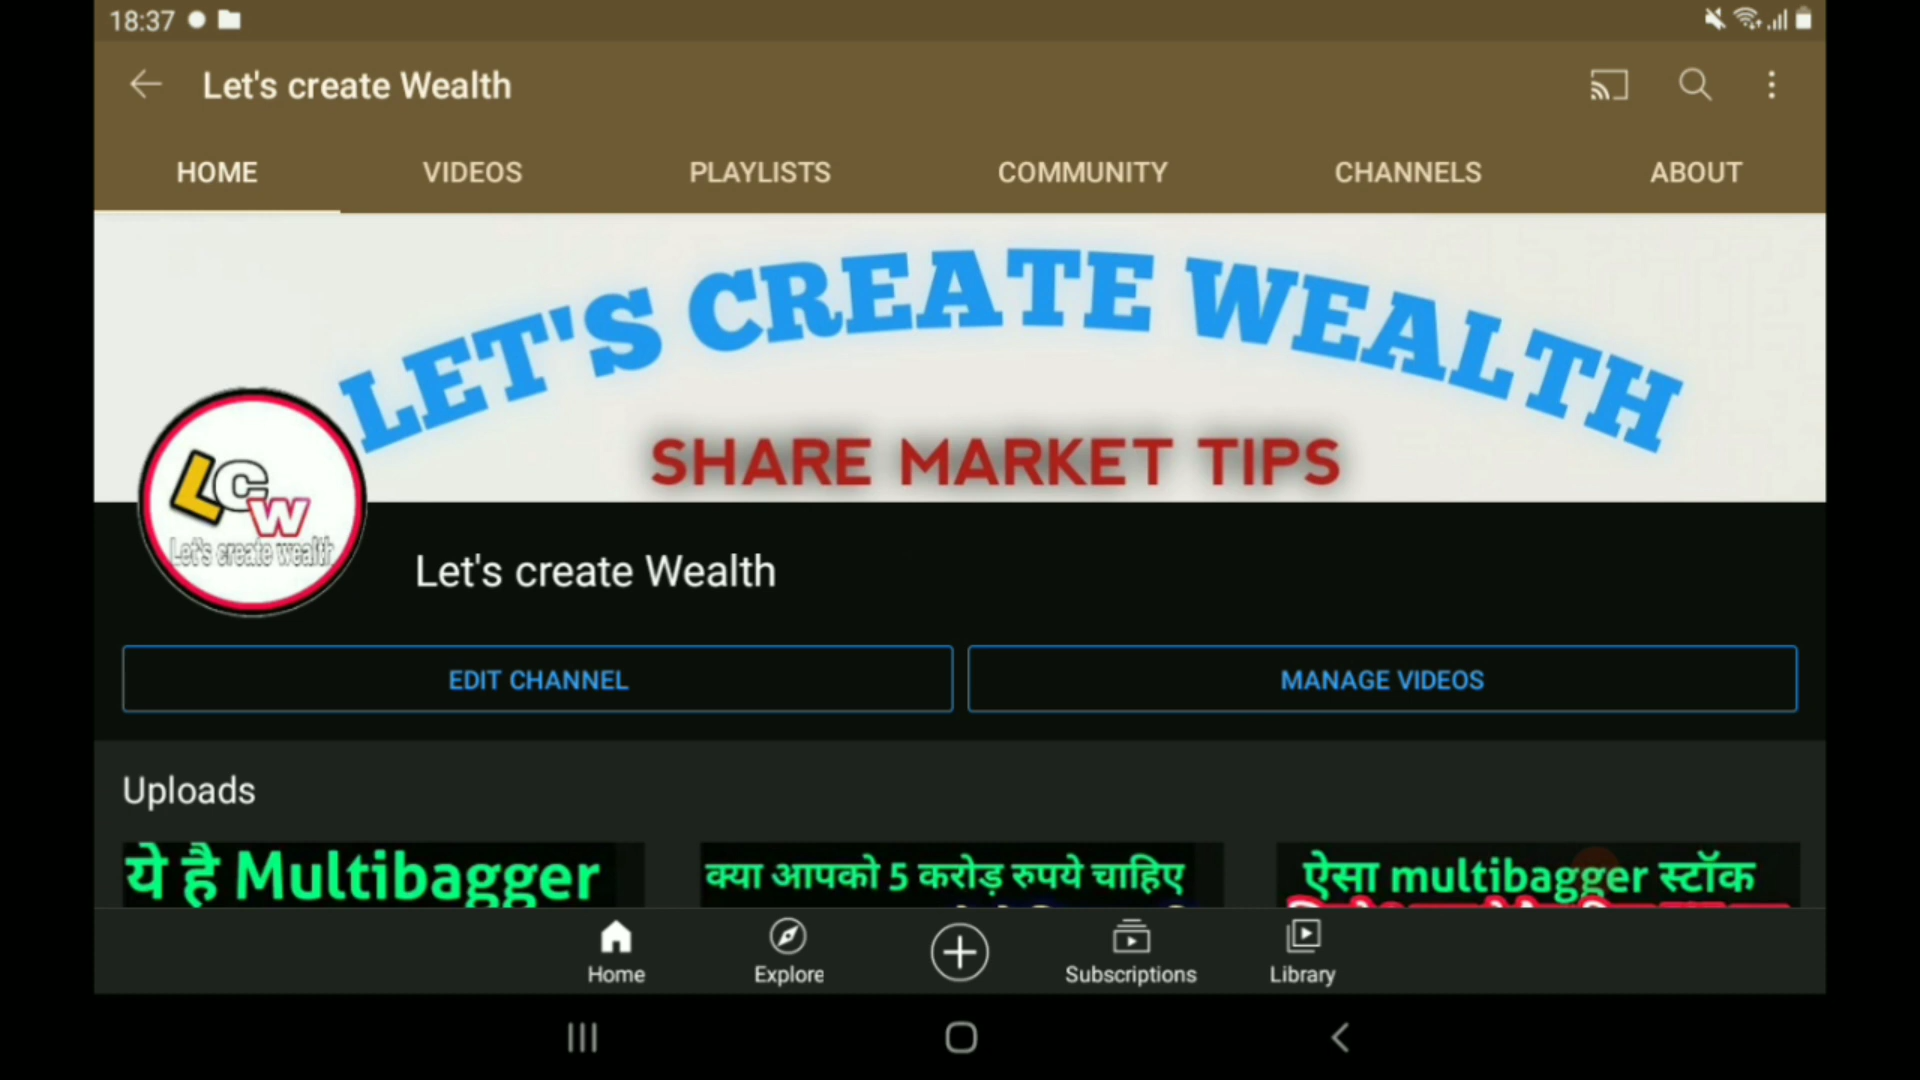 18:37
Let's create Wealth
HOME VIDEOS PLAYLISTS COMMUNITY CHANNELS ABOUT
LET'S CREATE WEALTH
SHARE MARKET TIPS
LCW
Let's create wealth
Let's create Wealth
EDIT CHANNEL MANAGE VIDEOS
Uploads
ये है Multibagger
क्या आपको 5 करोड़ रुपये चाहिए
ऐसा multibagger स्टॉक
Home Explore Subscriptions Library